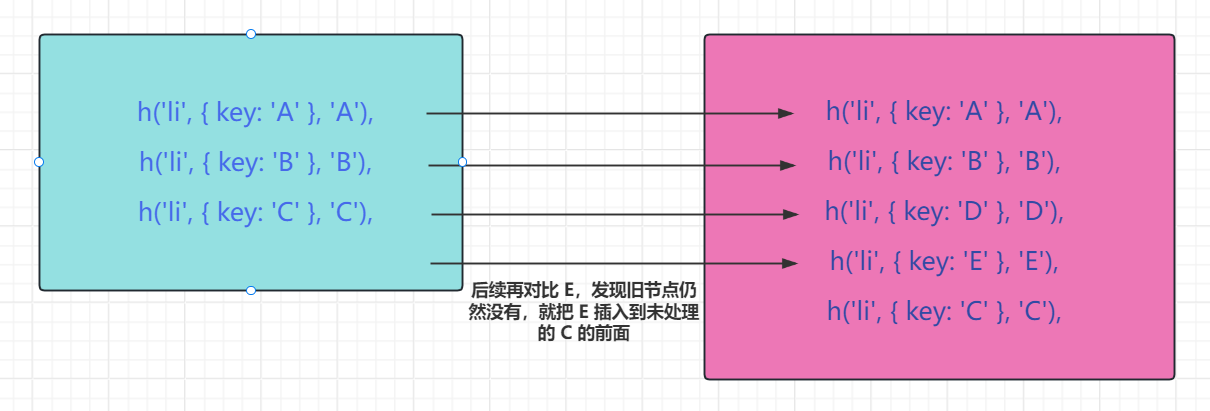 h('li', { key: 'A' }, 'A'),
h('li', { key: 'B' }, 'B'),
h('li', { key: 'C' }, 'C'),
后续再对比 E，发现旧节点仍
然没有，就把 E 插入到未处理
的 C 的前面
h('li', { key: 'A' }, 'A'),
h('li', { key: 'B' }, 'B'),
h('li', { key: 'D' }, 'D'),
h('li', { key: 'E' }, 'E'),
h('li', { key: 'C' }, 'C'),